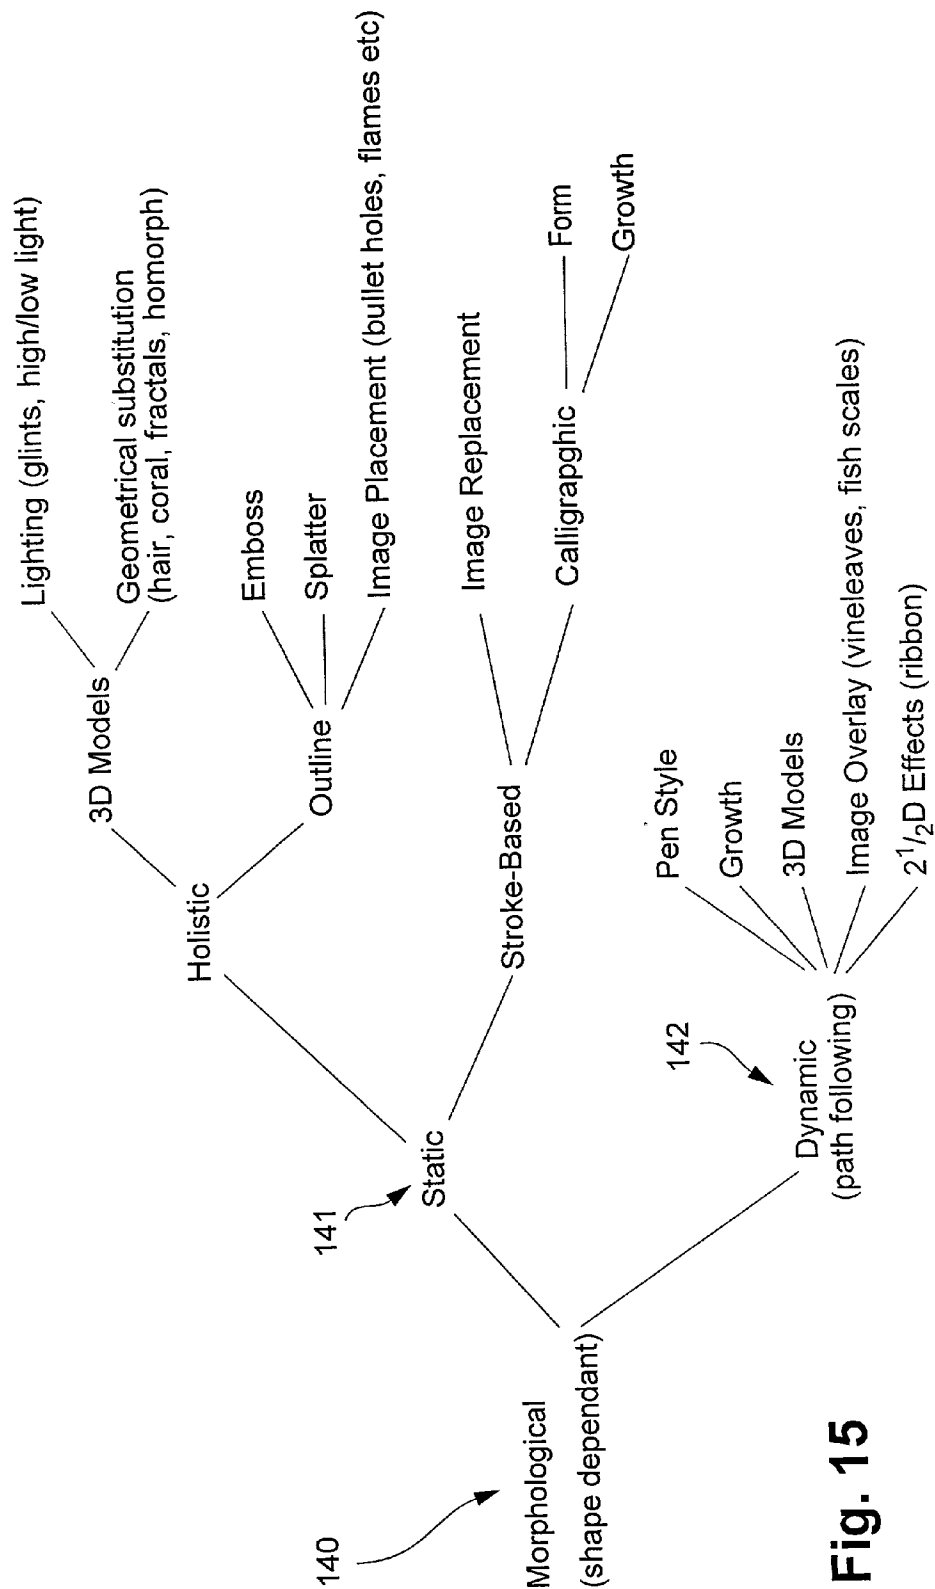 140
Morphological
(shape dependant)
141
Static
142
Dynamic
(path following)
Holistic
Stroke-Based
3D Models
Outline
Lighting (glints, high/low light)
Geometrical substitution
(hair, coral, fractals, homorph)
Emboss
Splatter
Image Placement (bullet holes, flames etc)
Image Replacement
Calligrapghic
Form
Growth
Pen Style
Growth
3D Models
Image Overlay (vineleaves, fish scales)
2 1/2D Effects (ribbon)
Fig. 15